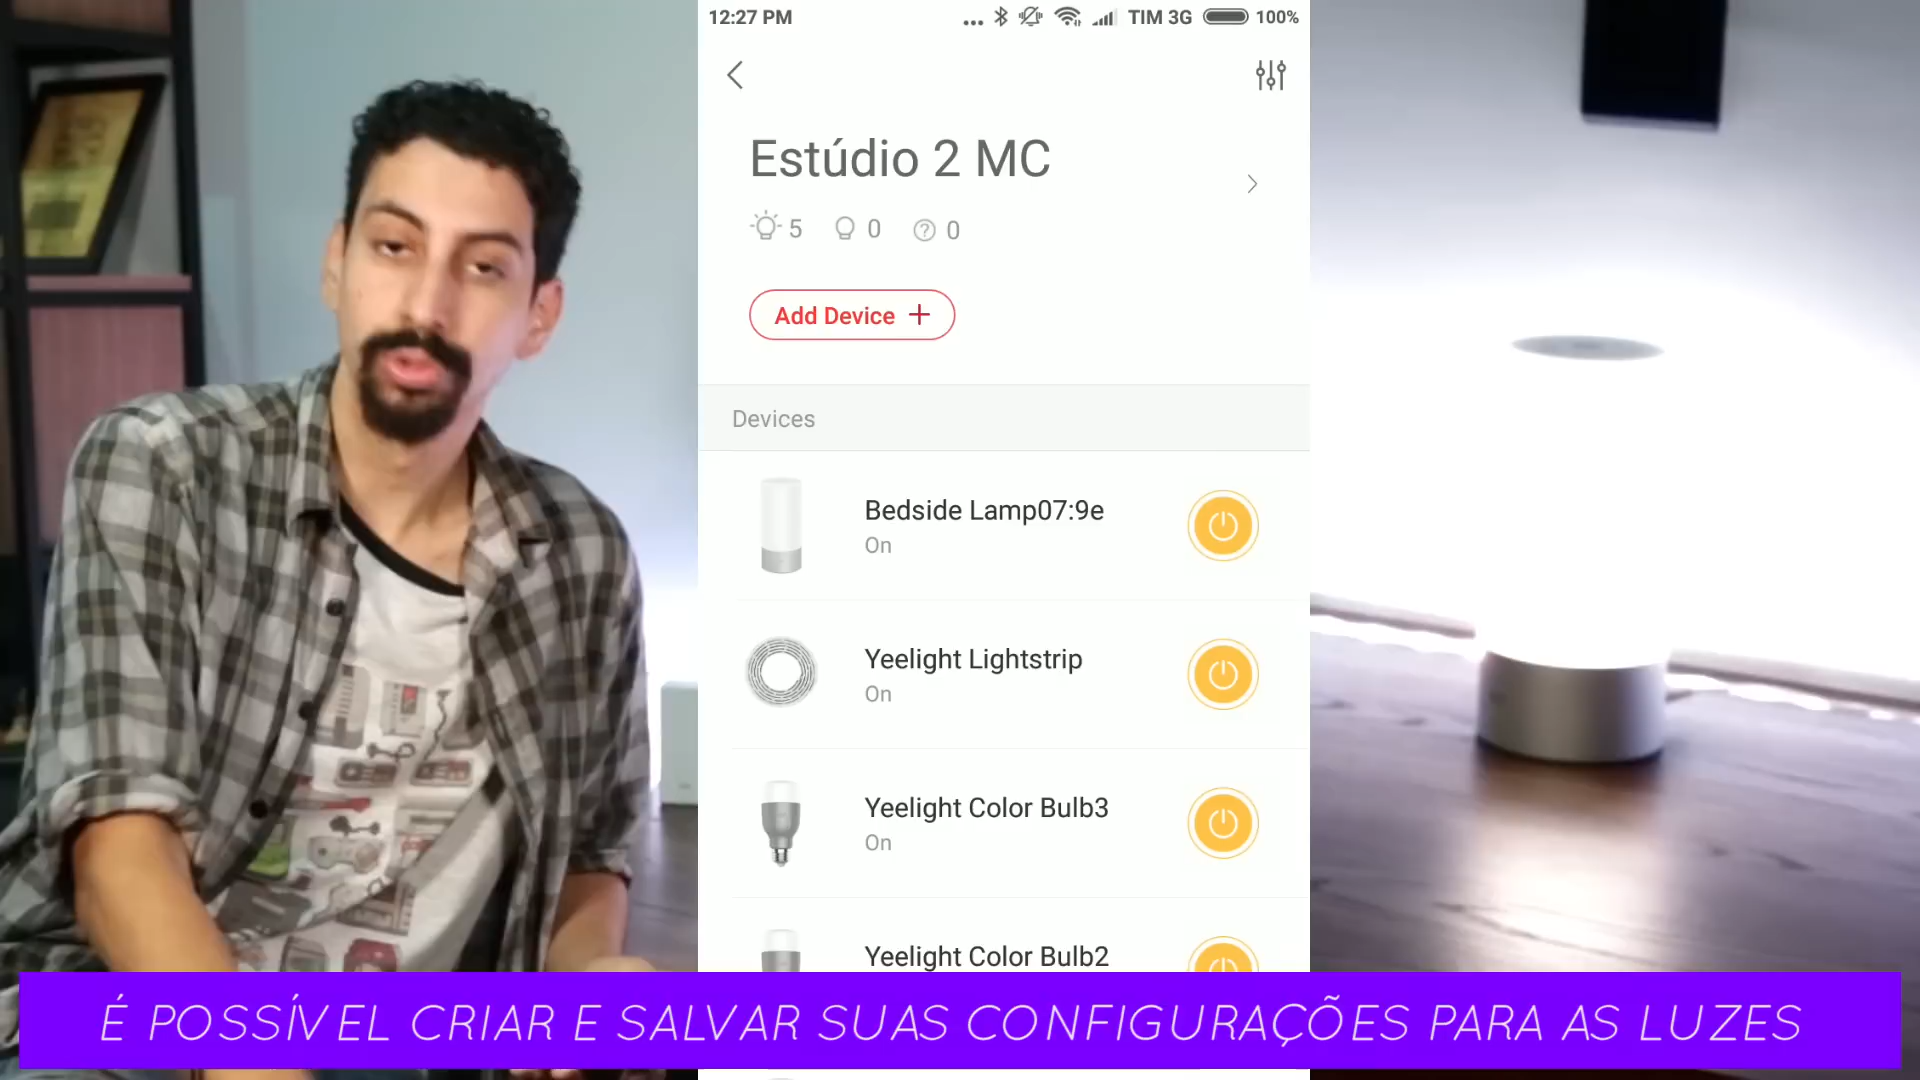 12:27 PM
... TIM 3G 100%
Estúdio 2 MC
5 0 ? 0
Add Device +
Devices
Bedside Lamp07:9e
On
Yeelight Lightstrip
On
Yeelight Color Bulb3
On
Yeelight Color Bulb2
É POSSÍVEL CRIAR E SALVAR SUAS CONFIGURAÇÕES PARA AS LUZES